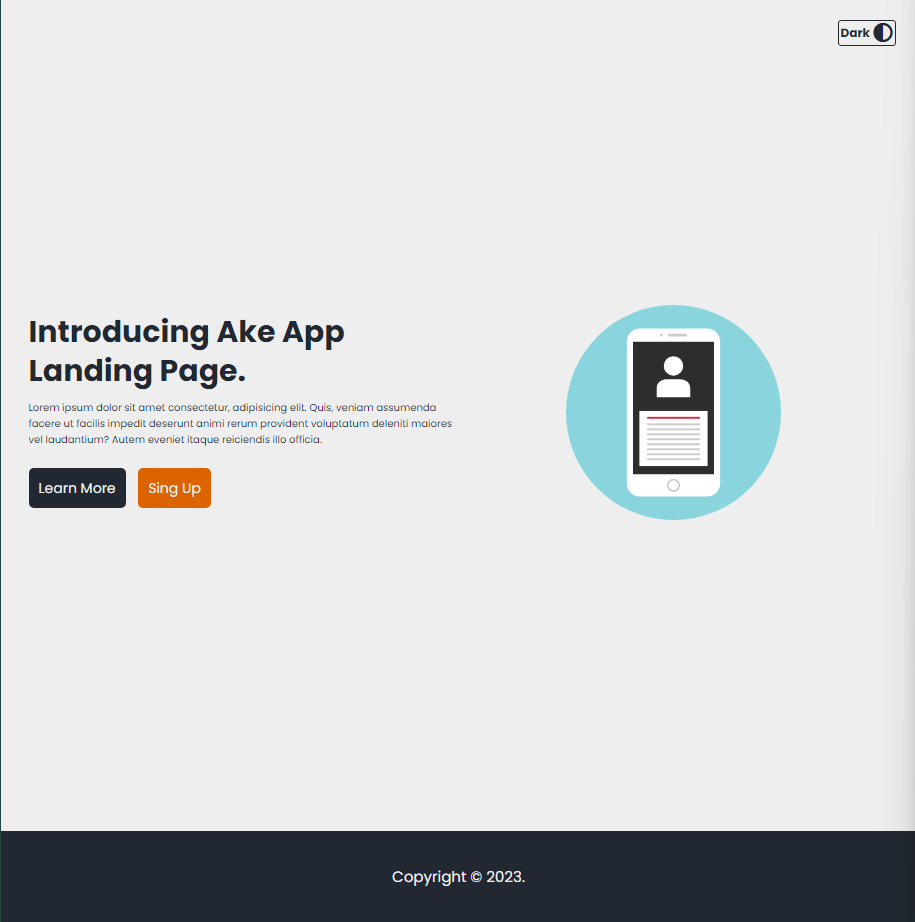 Dark
Introducing Ake App
Landing Page.
Lorem ipsum dolor sit amet consectetur, adipisicing elit. Quis, veniam assumenda
facere ut facilis impedit deserunt animi rerum provident voluptatum deleniti maiores
vel laudantium? Autem eveniet itaque reiciendis illo officia.
Learn More
Sing Up
Copyright © 2023.